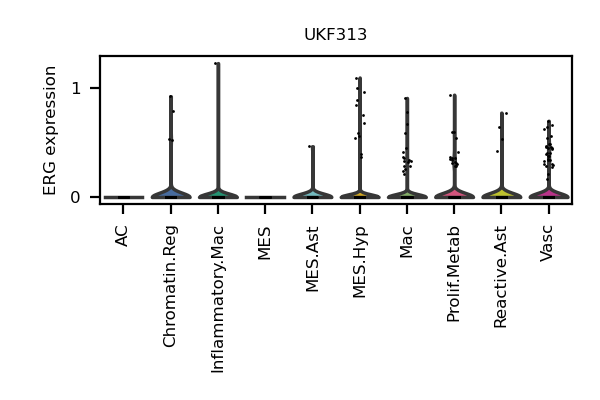 UKF313
ERG expression
1
0
AC
Chromatin.Reg
Inflammatory.Mac
MES
MES.Ast
MES.Hyp
Mac
Prolif.Metab
Reactive.Ast
Vasc